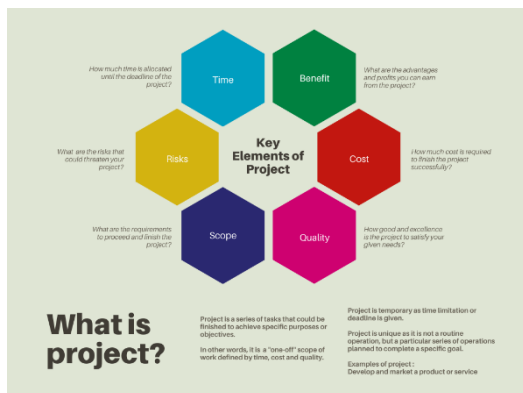 How much time is allocated
until the deadline of the
project?
Time
Benefit
What are the advantages
and profits you can earn
from the project?
What are the risks that
could threaten your
project?
Risks
Key
Elements of
Project
Cost
How much cost is required
to finish the project
successfully?
What are the requirements
to proceed and finish the
project?
Scope
Quality
How good and excellence
is the project to satisfy your
given needs?
What is
project?
Project is a series of tasks that could be
finished to achieve specific purposes or
objectives.
In other words, it is a "one-off" scope of
work defined by time, cost and quality.
Project is temporary as time limitation or
deadline is given.
Project is unique as it is not a routine
operation, but a particular series of operations
planned to complete a specific goal.
Examples of project :
Develop and market a product or service